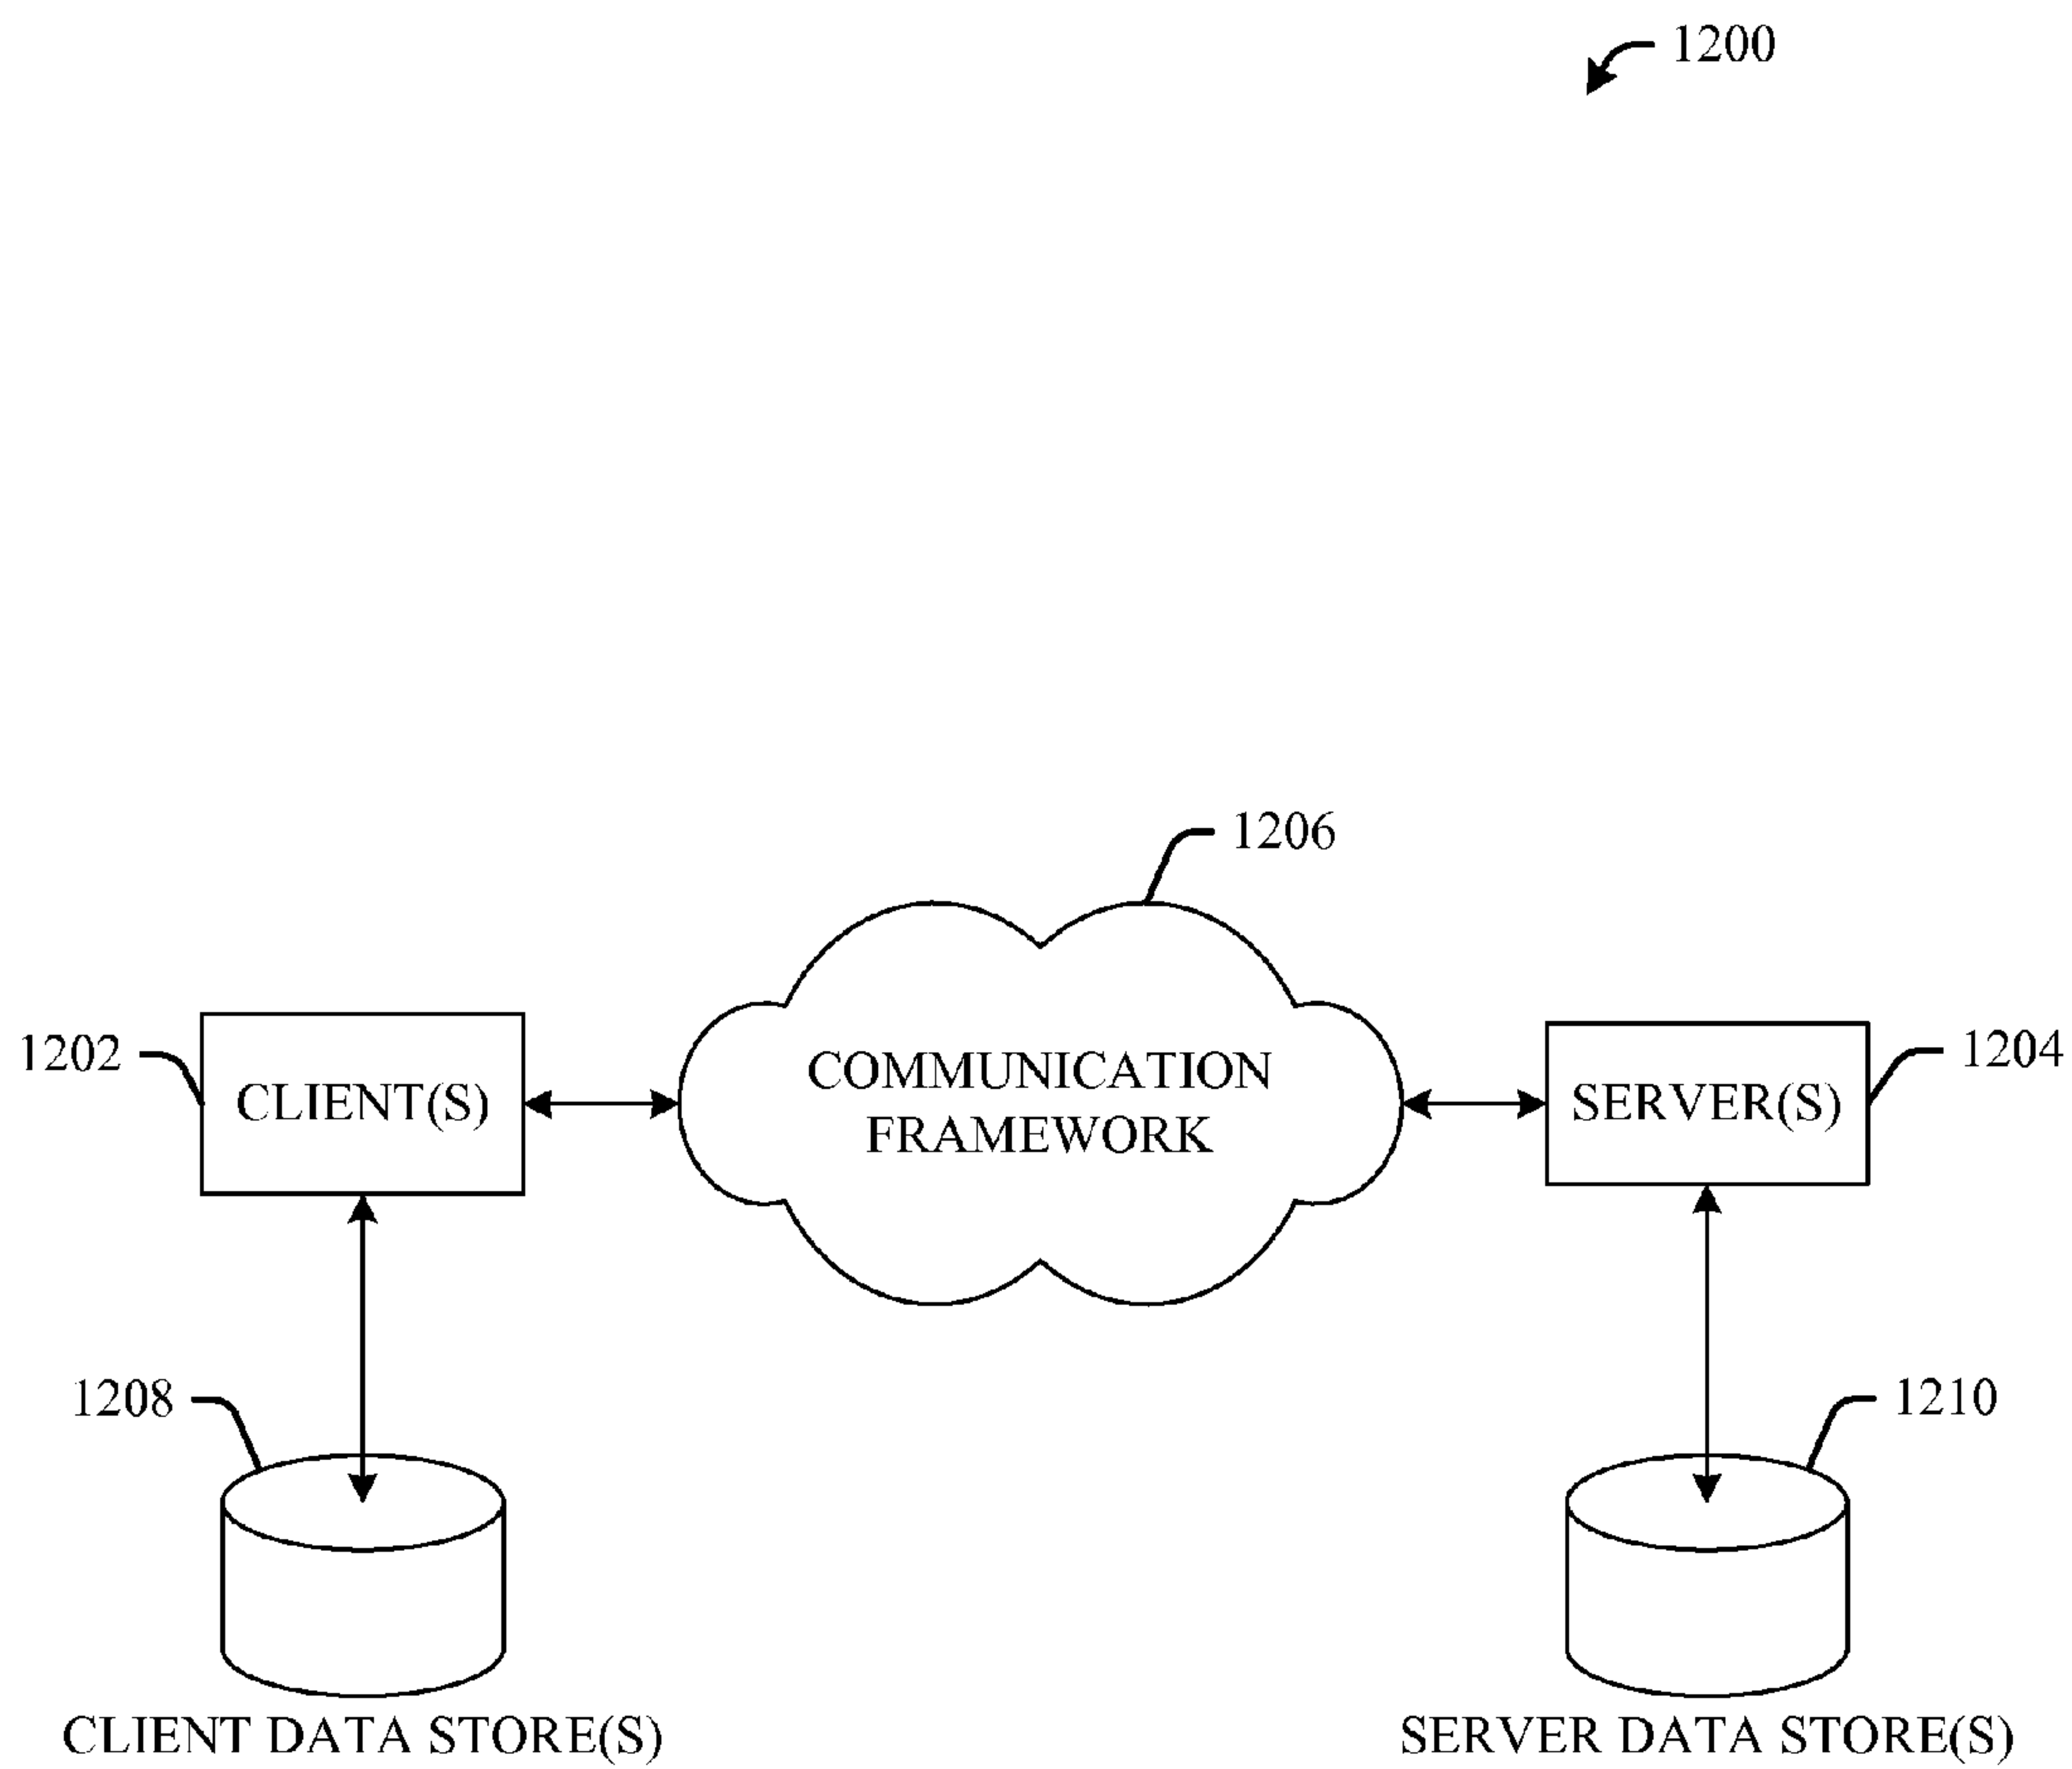 1200
1206
1202
CLIENT(S)
COMMUNICATION
FRAMEWORK
SERVER(S)
1204
1208
1210
CLIENT DATA STORE(S)
SERVER DATA STORE(S)